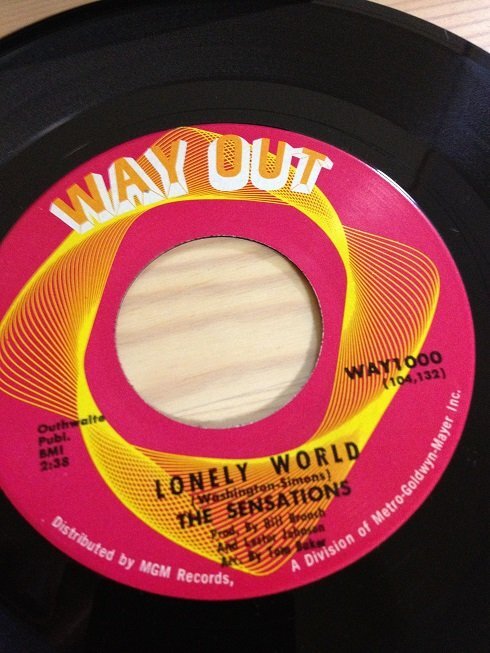 WAY OUT
WAY1000
(104,132)
Outhwaite
Publ.
BMI
2:38
LONELY WORLD
(Washington-Simons)
THE SENSATIONS
Prod. By Bill Branch
And Lester Johnson
Arr. By Tom Baker
Distributed by MGM Records, A Division of Metro-Goldwyn-Mayer Inc.